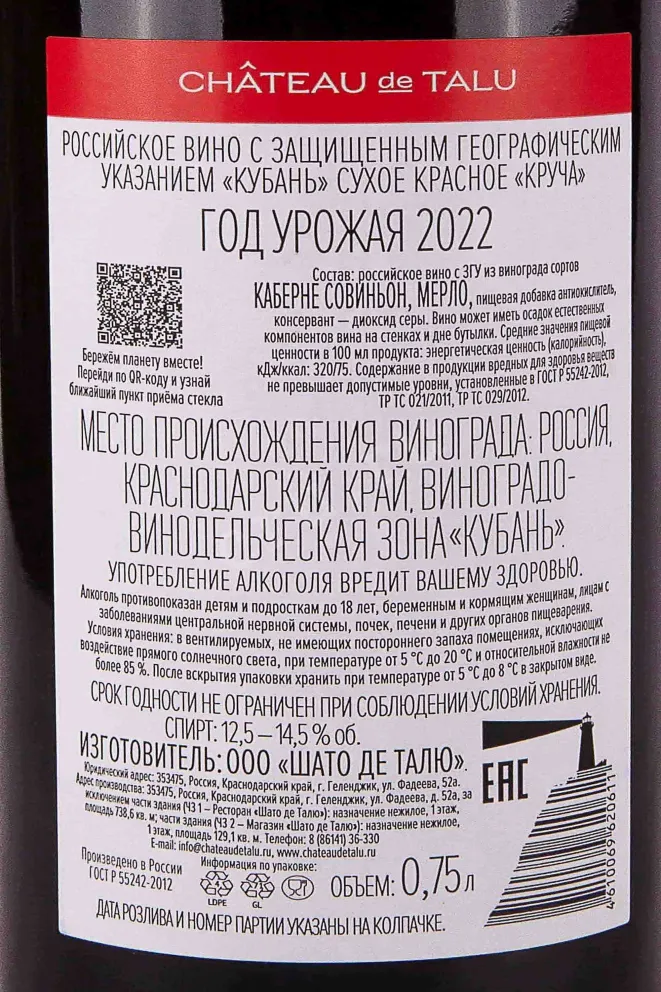 CHÂTEAU de TALU
РОССИЙСКОЕ ВИНО С ЗАЩИЩЕННЫМ ГЕОГРАФИЧЕСКИМ
УКАЗАНИЕМ «КУБАНЬ» СУХОЕ КРАСНОЕ «КРУЧА»
ГОД УРОЖАЯ 2022
Состав: российское вино с ЗГУ из винограда сортов
КАБЕРНЕ СОВИНЬОН, МЕРЛО, пищевая добавка антиокислитель,
консервант — диоксид серы. Вино может иметь осадок естественных
компонентов вина на стенках и дне бутылки. Средние значения пищевой
ценности в 100 мл продукта: энергетическая ценность (калорийность),
кДж/ккал: 320/75. Содержание в продукции вредных для здоровья веществ
не превышает допустимые уровни, установленные в ГОСТ Р 55242-2012,
ТР ТС 021/2011, ТР ТС 029/2012.
Бережём планету вместе!
Перейди по QR-коду и узнай
ближайший пункт приёма стекла
МЕСТО ПРОИСХОЖДЕНИЯ ВИНОГРАДА: РОССИЯ,
КРАСНОДАРСКИЙ КРАЙ, ВИНОГРАДО-
ВИНОДЕЛЬЧЕСКАЯ ЗОНА «КУБАНЬ».
УПОТРЕБЛЕНИЕ АЛКОГОЛЯ ВРЕДИТ ВАШЕМУ ЗДОРОВЬЮ.
Алкоголь противопоказан детям и подросткам до 18 лет, беременным и кормящим женщинам, лицам с
заболеваниями центральной нервной системы, почек, печени и других органов пищеварения.
Условия хранения: в вентилируемых, не имеющих постороннего запаха помещениях, исключающих
воздействие прямого солнечного света, при температуре от 5 °С до 20 °С и относительной влажности не
более 85 %. После вскрытия упаковки хранить при температуре от 5 °С до 8 °С в закрытом виде.
СРОК ГОДНОСТИ НЕ ОГРАНИЧЕН ПРИ СОБЛЮДЕНИИ УСЛОВИЙ ХРАНЕНИЯ.
СПИРТ: 12,5 – 14,5 % об.
ИЗГОТОВИТЕЛЬ: ООО «ШАТО ДЕ ТАЛЮ».
Юридический адрес: 353475, Россия, Краснодарский край, г. Геленджик, ул. Фадеева, 52а.
Адрес производства: 353475, Россия, Краснодарский край, г. Геленджик, ул. Фадеева, д. 52а, за
исключением части здания (ЧЗ 1 – Ресторан «Шато де Талю»): назначение нежилое, 1 этаж,
площадь 738,6 кв. м; части здания (ЧЗ 2 – Магазин «Шато де Талю»): назначение нежилое,
1 этаж, площадь 129,1 кв. м. Телефон: 8 (86141) 36-330
E-mail: info@chateaudetalu.ru, www.chateaudetalu.ru
EAC
4610069620611
Произведено в России
ГОСТ Р 55242-2012
Информация по упаковке:
LDPE
GL
ОБЪЕМ: 0,75 л
ДАТА РОЗЛИВА И НОМЕР ПАРТИИ УКАЗАНЫ НА КОЛПАЧКЕ.